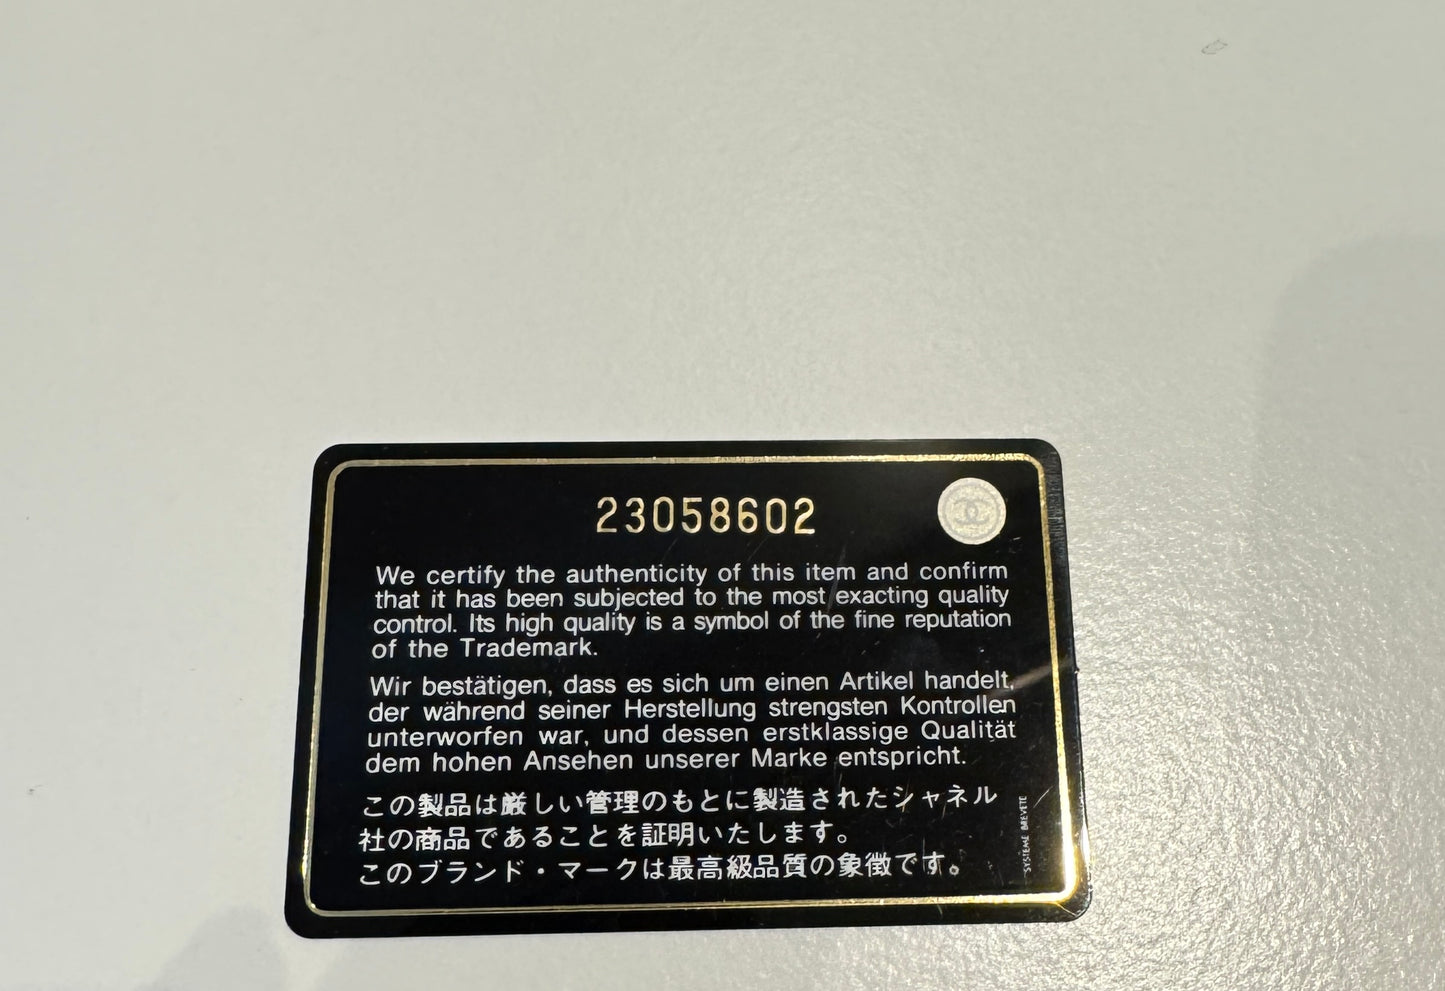 23058602
We certify the authenticity of this item and confirm
that it has been subjected to the most exacting quality
control. Its high quality is a symbol of the fine reputation
of the Trademark.
Wir bestätigen, dass es sich um einen Artikel handelt,
der während seiner Herstellung strengsten Kontrollen
unterworfen war, und dessen erstklassige Qualität
dem hohen Ansehen unserer Marke entspricht.
この製品は厳しい管理のもとに製造されたシャネル
社の商品であることを証明いたします。
このブランド・マークは最高級品質の象徴です。
SYSTEME BREVETE